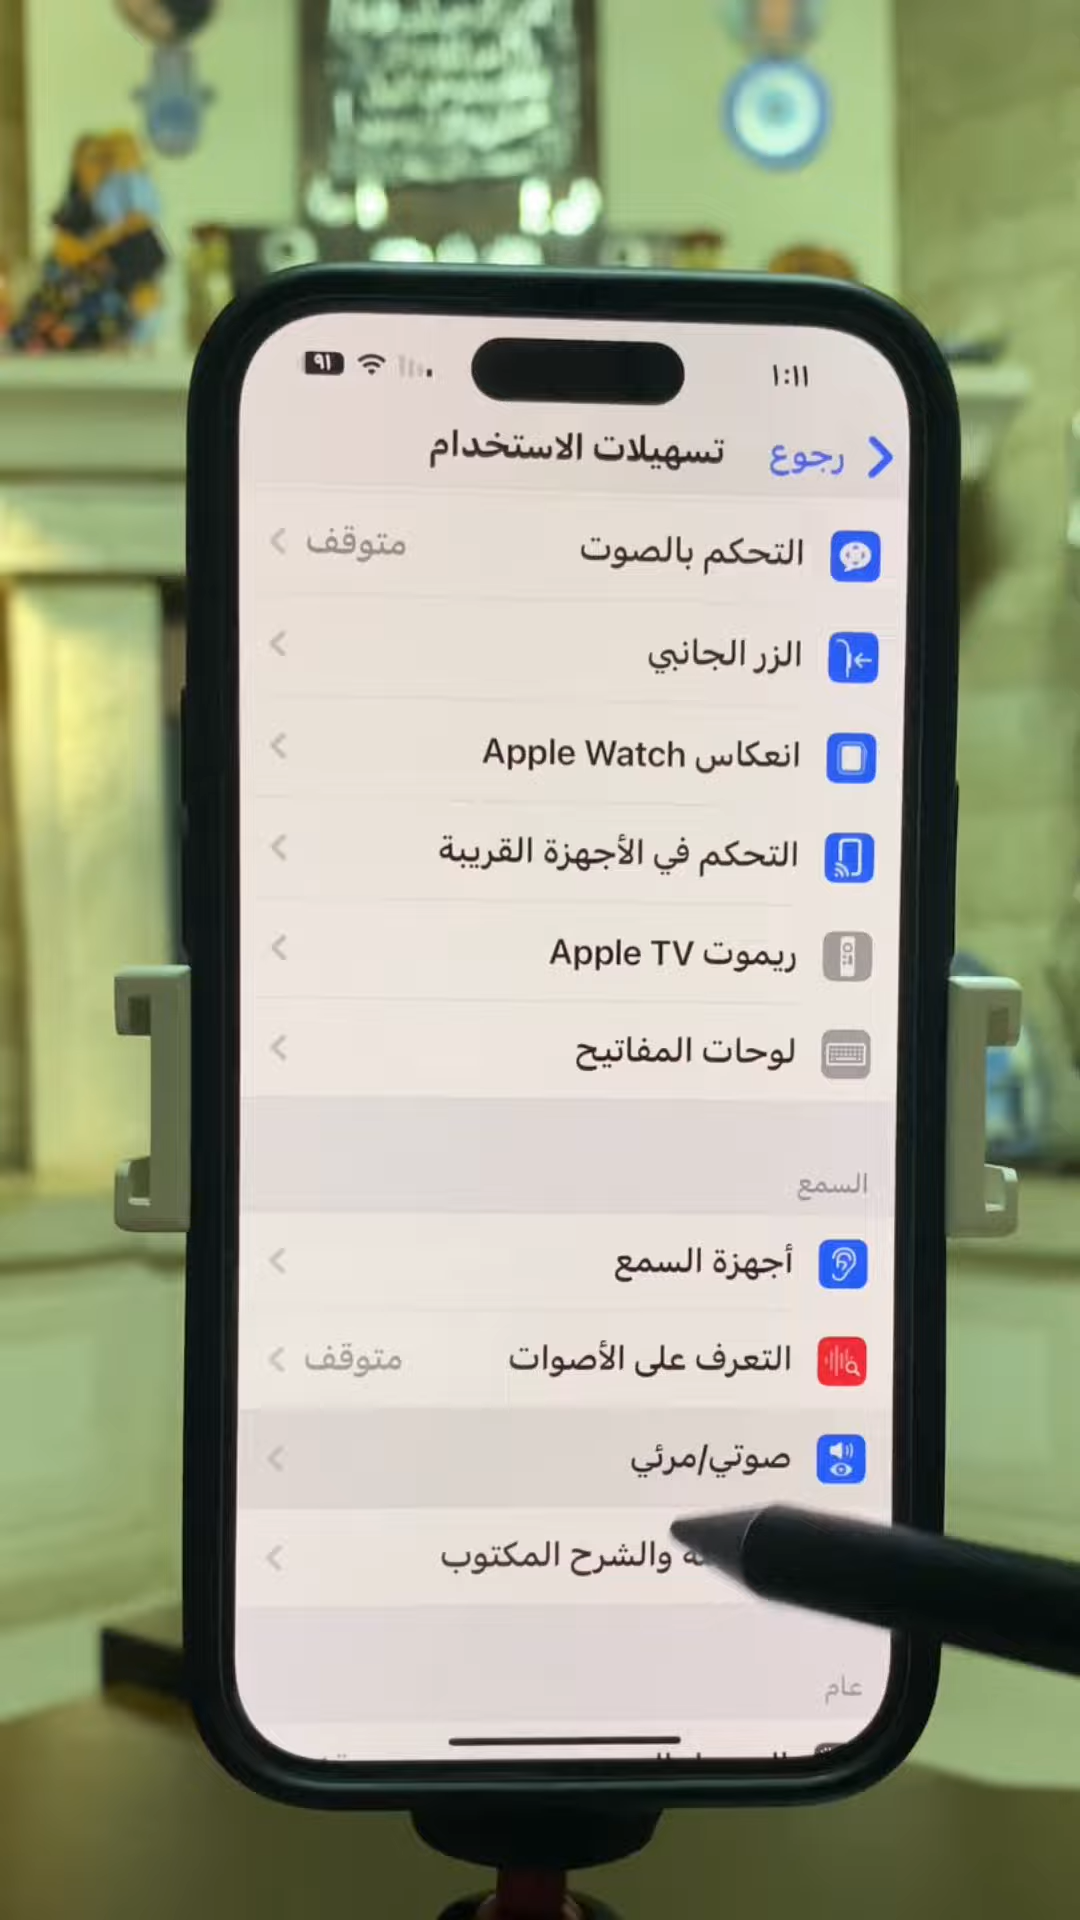 ١:١١
٩١
رجوع
تسهيلات الاستخدام
التحكم بالصوت
متوقف
الزر الجانبي
انعكاس Apple Watch
التحكم في الأجهزة القريبة
ريموت Apple TV
لوحات المفاتيح
السمع
أجهزة السمع
التعرف على الأصوات
متوقف
صوتي/مرئي
والشرح المكتوب
عام